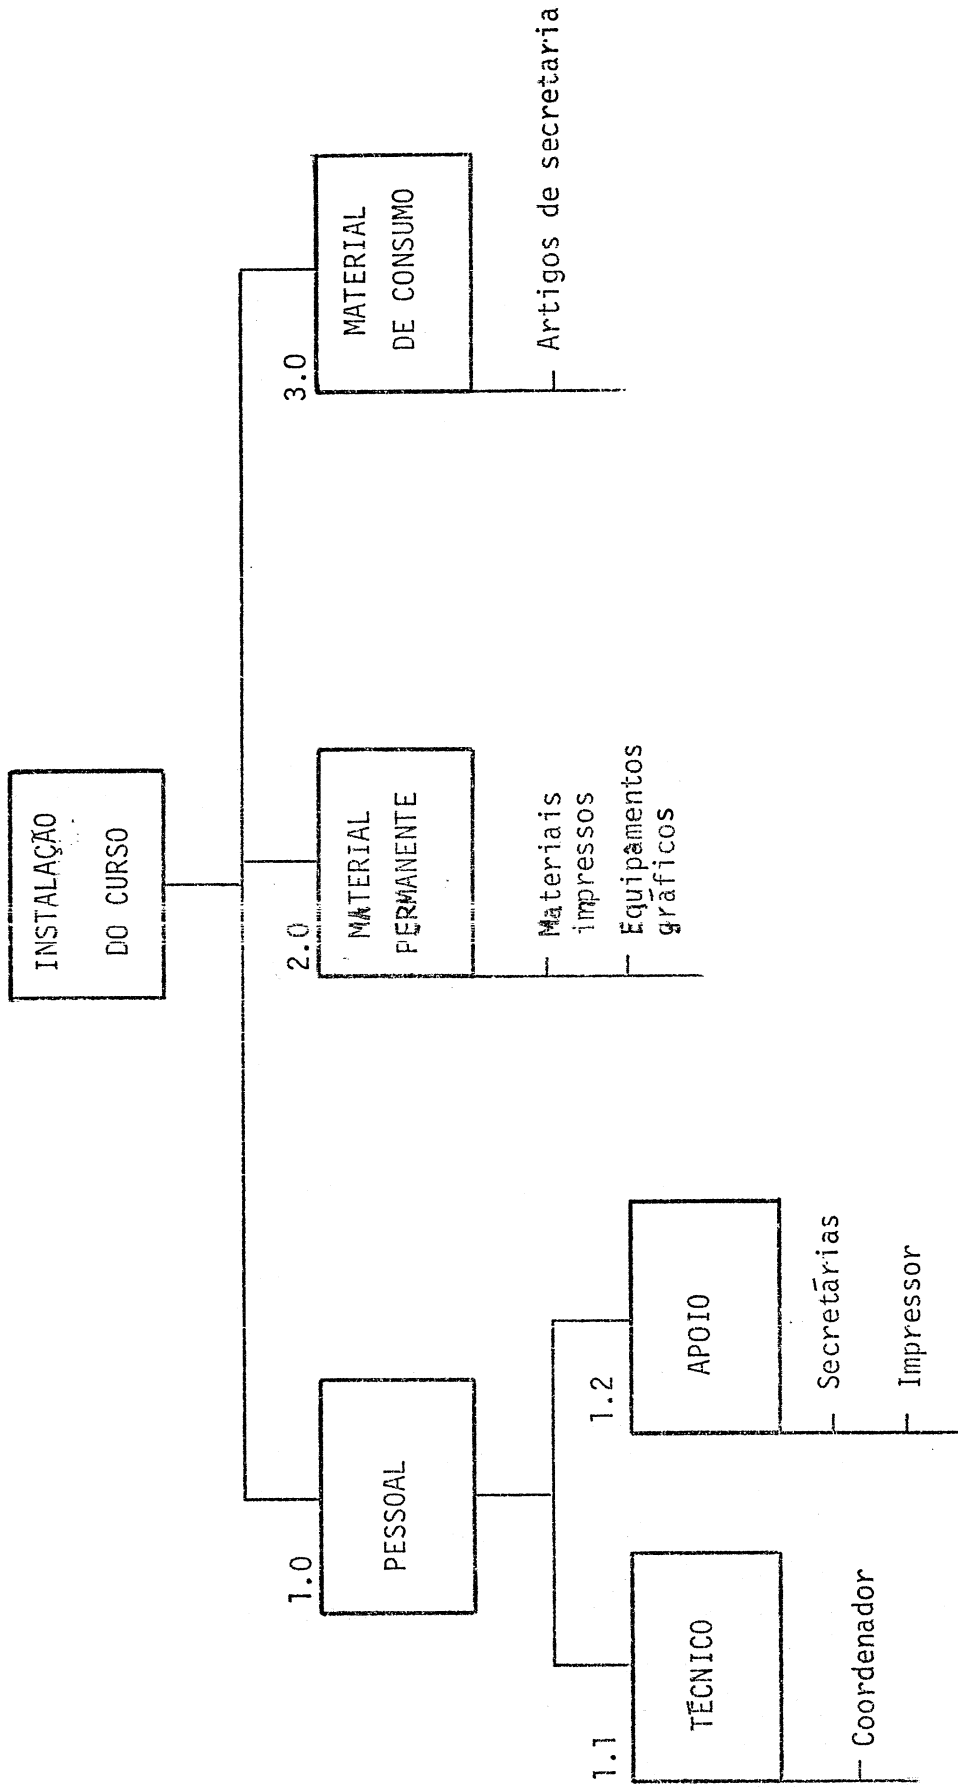 INSTALAÇÃO
DO CURSO
1.0
PESSOAL
1.1
TÉCNICO
Coordenador
1.2
APOIO
Secretárias
Impressor
2.0
MATERIAL
PERMANENTE
Materiais
impressos
Equipamentos
gráficos
3.0
MATERIAL
DE CONSUMO
Artigos de secretaria